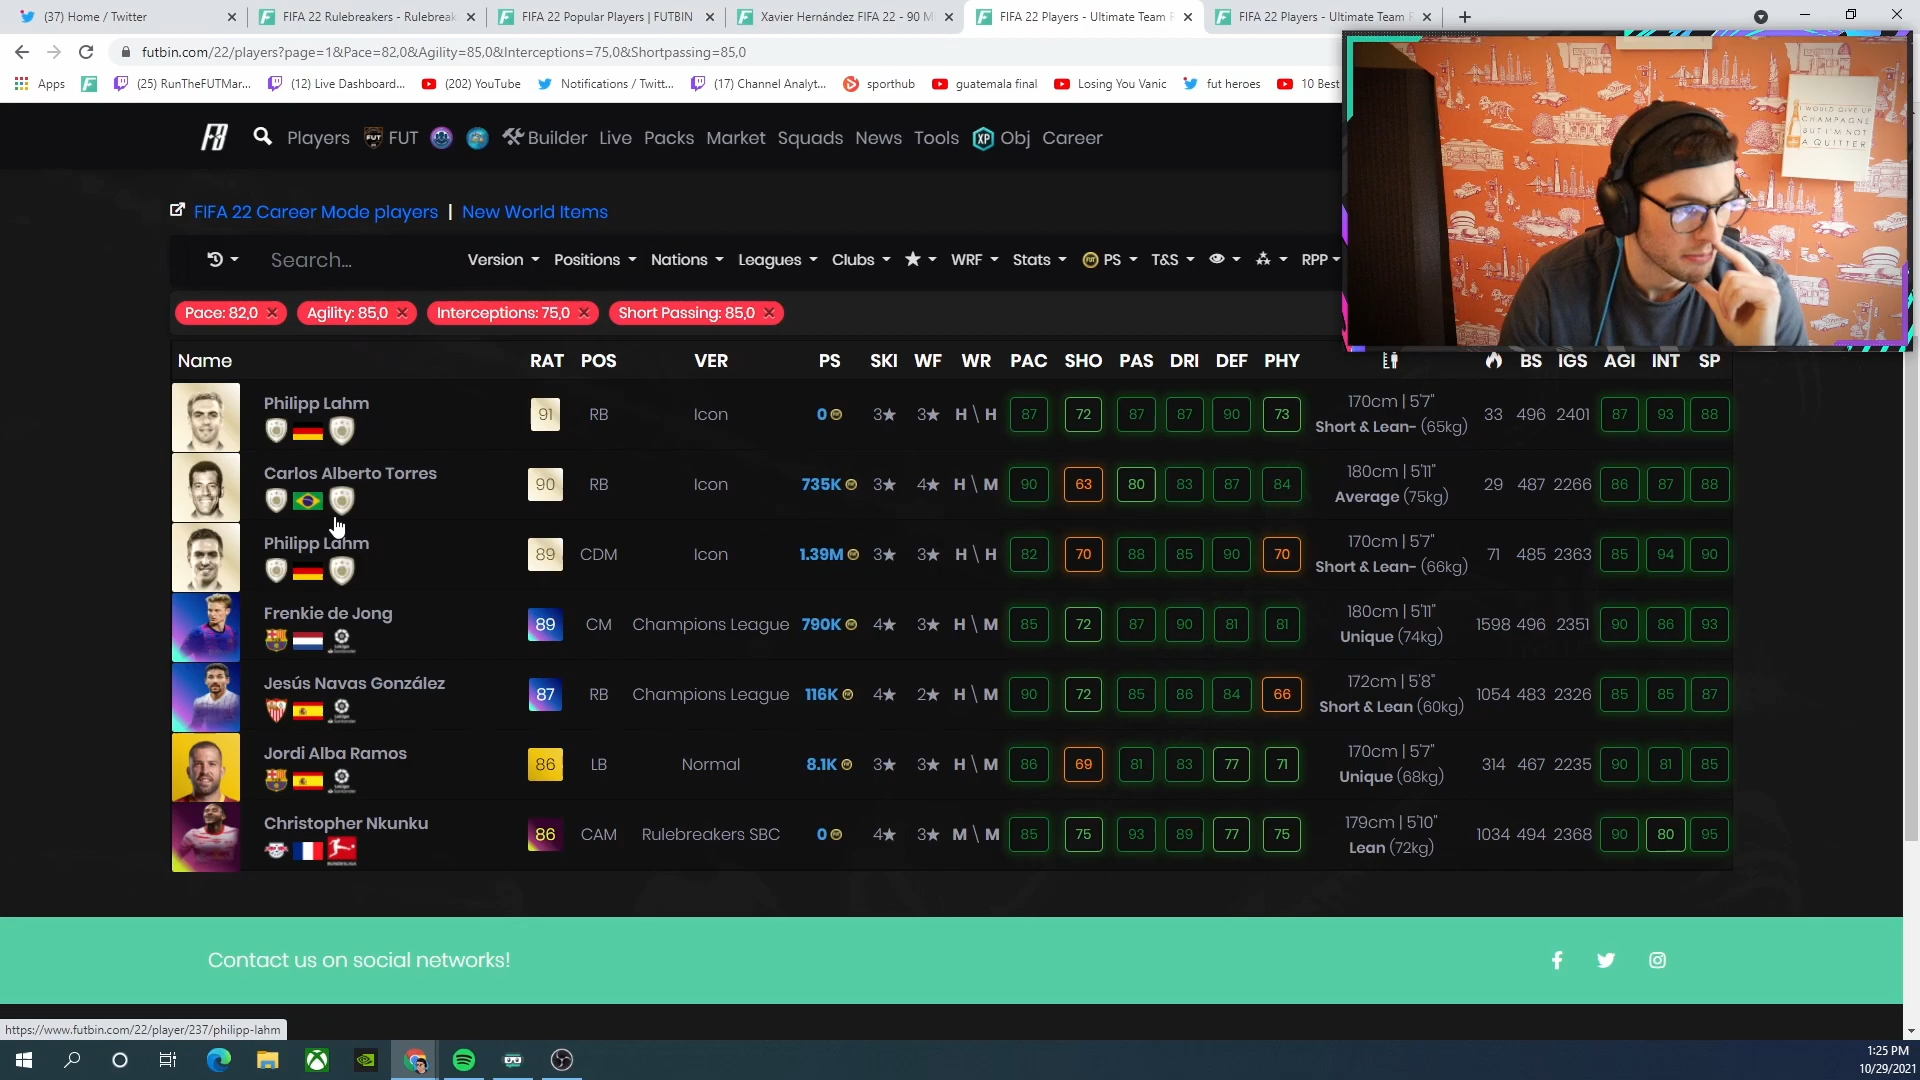 (37) Home / Twitter
FIFA 22 Rulebreakers - Rulebreak
FIFA 22 Popular Players | FUTBIN
Xavier Hernández FIFA 22 - 90 M
FIFA 22 Players - Ultimate Team F
FIFA 22 Players - Ultimate Team F
futbin.com/22/players?page=1&Pace=82,0&Agility=85,0&Interceptions=75,0&Shortpassing=85,0
Apps
(25) RunTheFUTMar...
(12) Live Dashboard...
(202) YouTube
Notifications / Twitt...
(17) Channel Analyt...
sporthub
guatemala final
Losing You Vanic
fut heroes
10 Best
I WOULD GIVE UP
CHAMPAGNE
BUT I'M NOT
A QUITTER
Players FUT Builder Live Packs Market Squads News Tools XP Obj Career
FIFA 22 Career Mode players | New World Items
Search... Version Positions Nations Leagues Clubs WRF Stats PS T&S RPP
Pace: 82,0 Agility: 85,0 Interceptions: 75,0 Short Passing: 85,0
Name RAT POS VER PS SKI WF WR PAC SHO PAS DRI DEF PHY BS IGS AGI INT SP
Philipp Lahm 91 RB Icon 0 3★ 3★ H \ H 87 72 87 87 90 73 170cm | 5'7" 33 496 2401 87 93 88
Short & Lean- (65kg)
Carlos Alberto Torres 90 RB Icon 735K 3★ 4★ H \ M 90 63 80 83 87 84 180cm | 5'11" 29 487 2266 86 87 88
Average (75kg)
Philipp Lahm 89 CDM Icon 1.39M 3★ 3★ H \ H 82 70 88 85 90 70 170cm | 5'7" 71 485 2363 85 94 90
Short & Lean- (66kg)
Frenkie de Jong 89 CM Champions League 790K 4★ 3★ H \ M 85 72 87 90 81 81 180cm | 5'11" 1598 496 2351 90 86 93
Unique (74kg)
Jesús Navas González 87 RB Champions League 116K 4★ 2★ H \ M 90 72 85 86 84 66 172cm | 5'8" 1054 483 2326 85 85 87
Short & Lean (60kg)
Jordi Alba Ramos 86 LB Normal 8.1K 3★ 3★ H \ M 86 69 81 83 77 71 170cm | 5'7" 314 467 2235 90 81 85
Unique (68kg)
Christopher Nkunku 86 CAM Rulebreakers SBC 0 4★ 3★ M \ M 85 75 93 89 77 75 179cm | 5'10" 1034 494 2368 90 80 95
Lean (72kg)
Contact us on social networks!
https://www.futbin.com/22/player/237/philipp-lahm
1:25 PM
10/29/2021